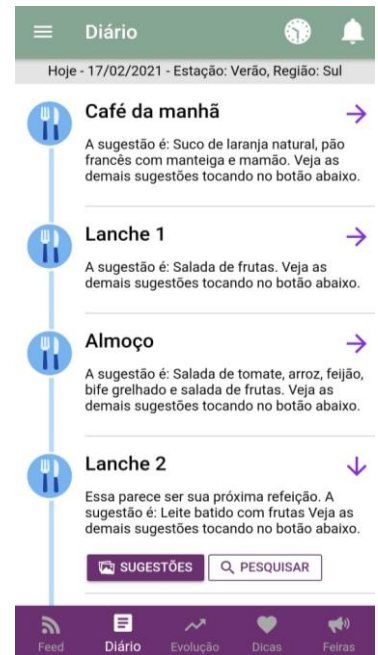 Diário
Hoje - 17/02/2021 - Estação: Verão, Região: Sul
Café da manhã
A sugestão é: Suco de laranja natural, pão
francês com manteiga e mamão. Veja as
demais sugestões tocando no botão abaixo.
Lanche 1
A sugestão é: Salada de frutas. Veja as
demais sugestões tocando no botão abaixo.
Almoço
A sugestão é: Salada de tomate, arroz, feijão,
bife grelhado e salada de frutas. Veja as
demais sugestões tocando no botão abaixo.
Lanche 2
Essa parece ser sua próxima refeição. A
sugestão é: Leite batido com frutas Veja as
demais sugestões tocando no botão abaixo.
SUGESTÕES PESQUISAR
Feed Diário Evolução Dicas Feiras